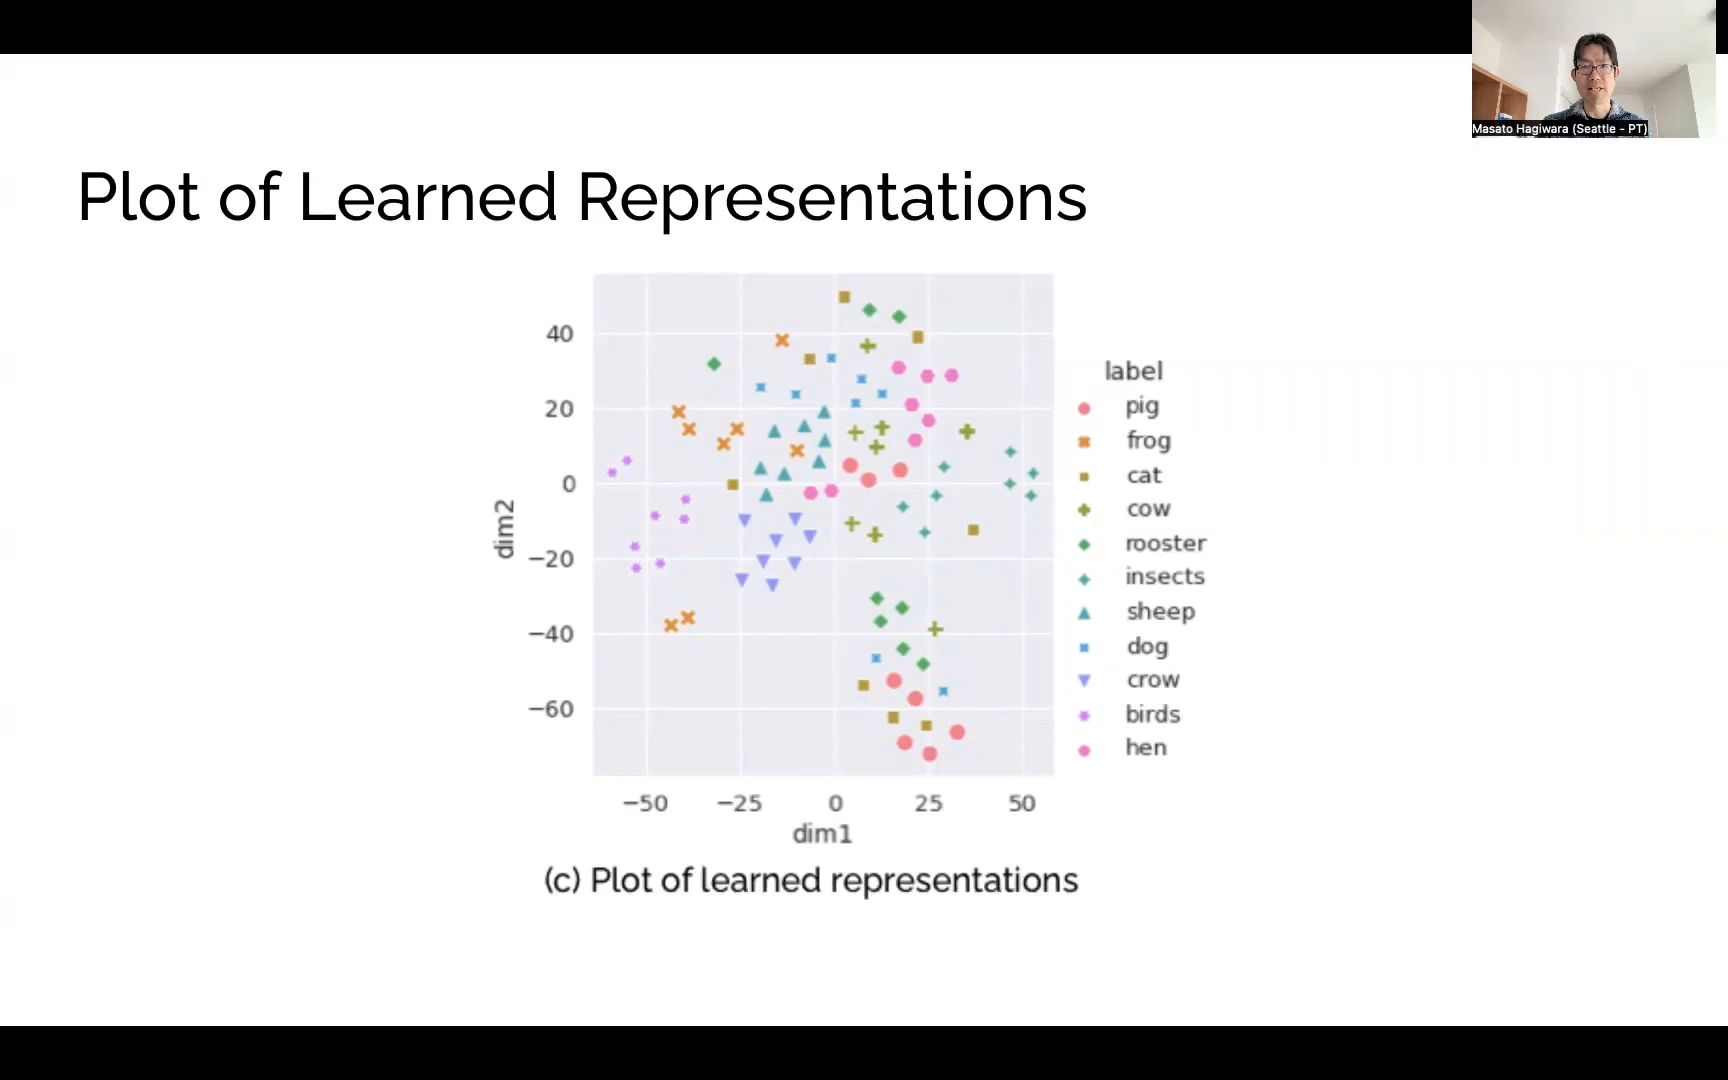 Masato Hagiwara (Seattle - PT)
Plot of Learned Representations
40
20
0
−20
−40
−60
dim2
−50 −25 0 25 50
dim1
label
pig
frog
cat
cow
rooster
insects
sheep
dog
crow
birds
hen
(c) Plot of learned representations